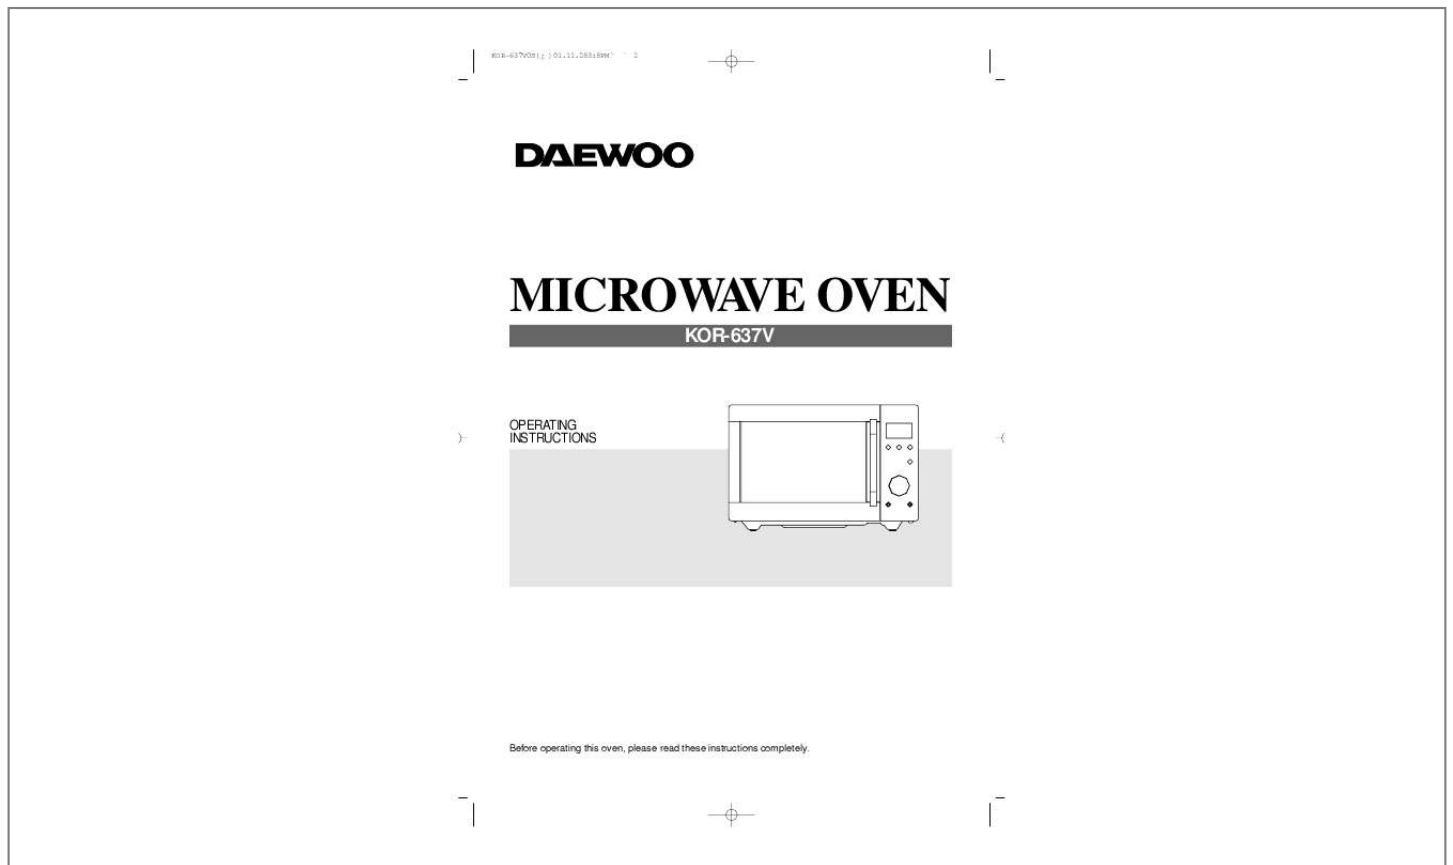 DAEWOO
MICROWAVE OVEN
KOR-637V
OPERATING
INSTRUCTIONS
Before operating this oven, please read these instructions completely.